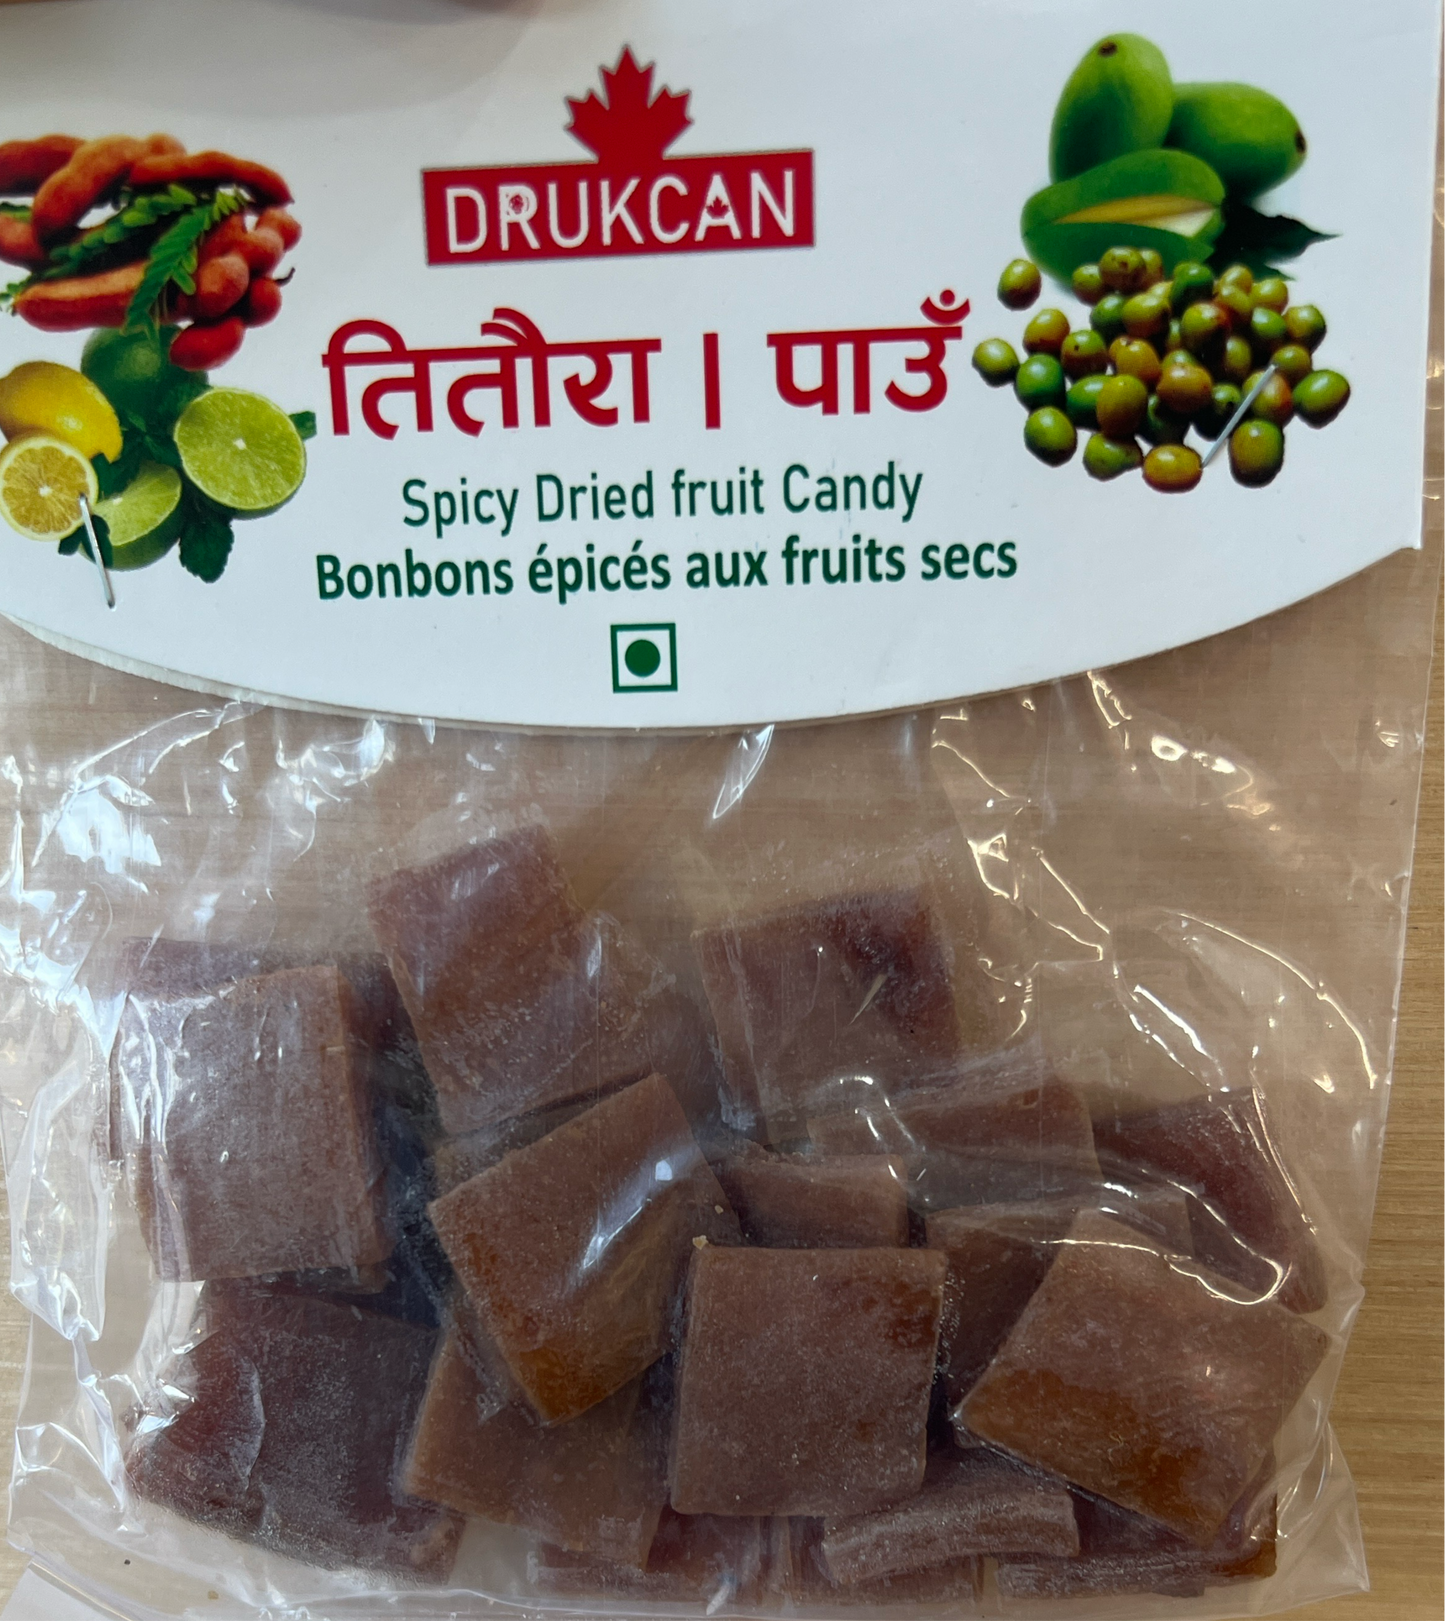 DRUKCAN
तितौरा | पाउँ
Spicy Dried fruit Candy
Bonbons épicés aux fruits secs